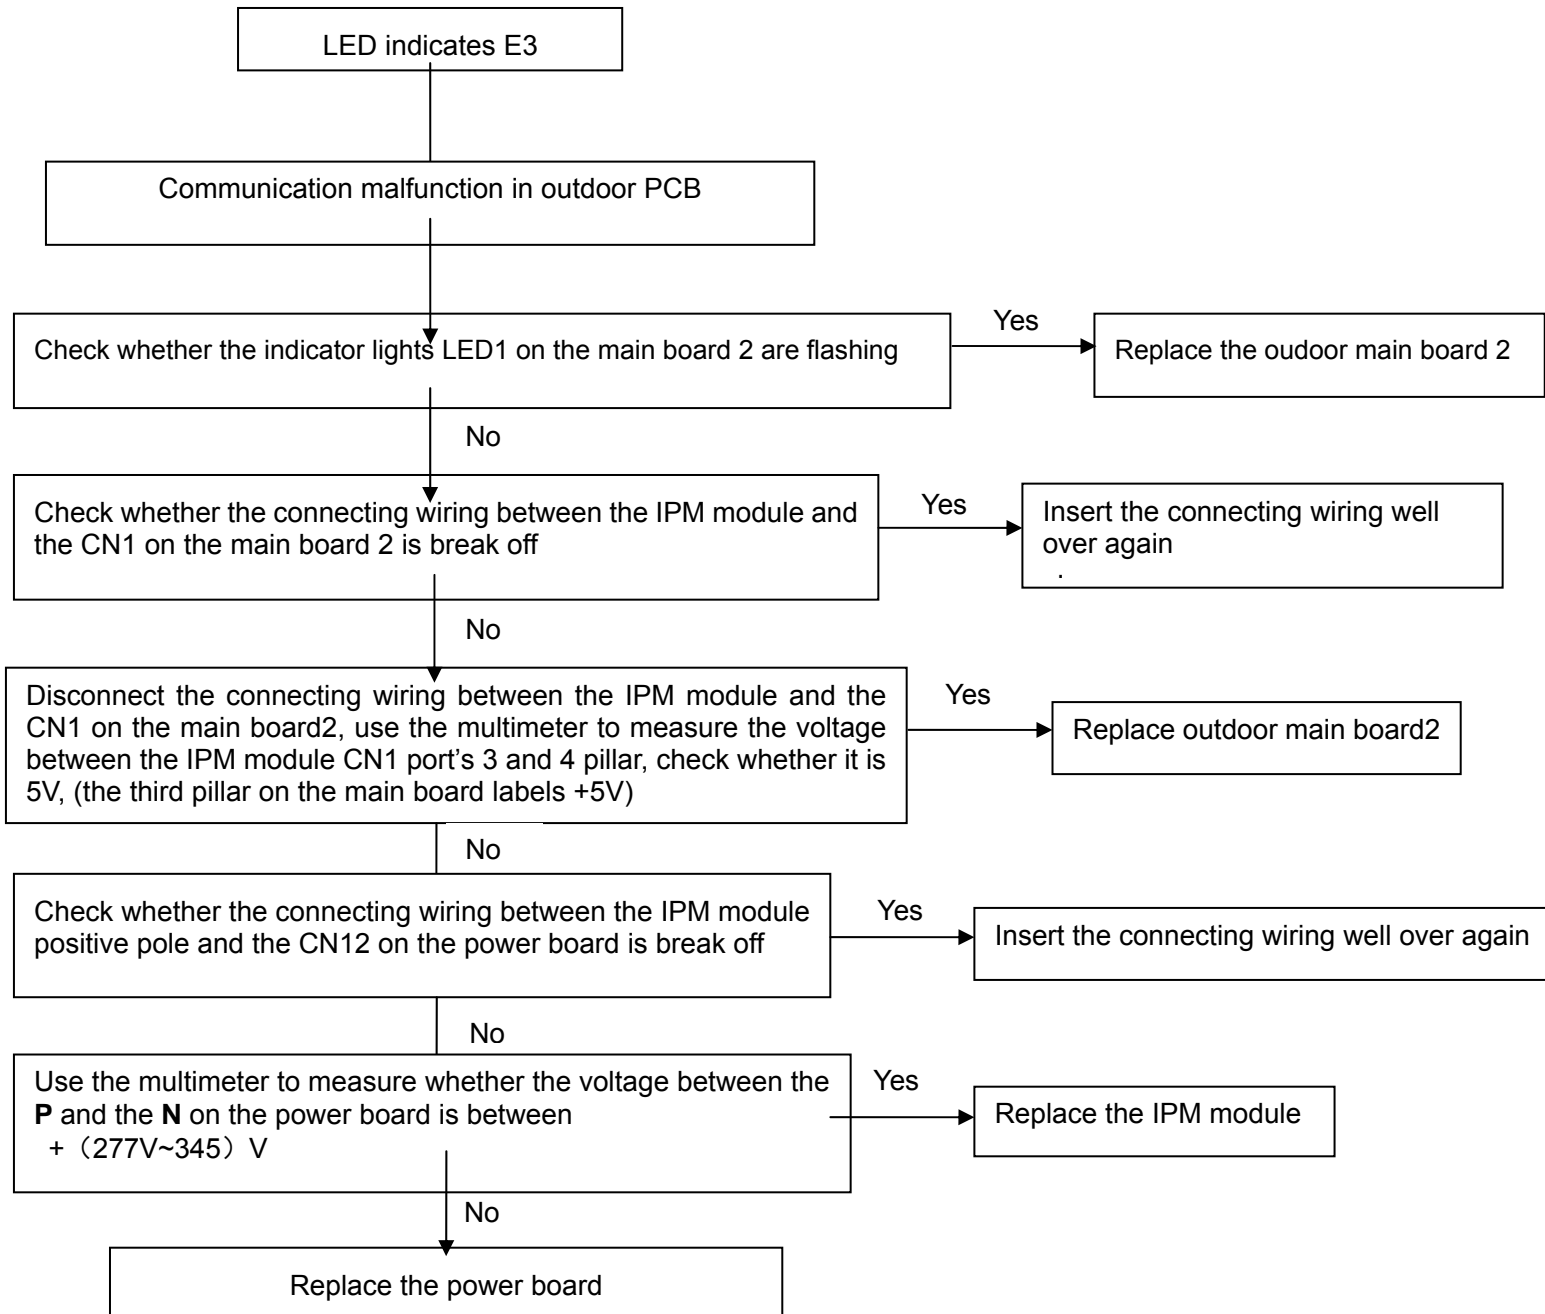 LED indicates E3
Communication malfunction in outdoor PCB
Check whether the indicator lights LED1 on the main board 2 are flashing
Yes
Replace the oudoor main board 2
No
Check whether the connecting wiring between the IPM module and
the CN1 on the main board 2 is break off
Yes
Insert the connecting wiring well
over again
.
No
Disconnect the connecting wiring between the IPM module and the
CN1 on the main board2, use the multimeter to measure the voltage
between the IPM module CN1 port's 3 and 4 pillar, check whether it is
5V, (the third pillar on the main board labels +5V)
Yes
Replace outdoor main board2
No
Check whether the connecting wiring between the IPM module
positive pole and the CN12 on the power board is break off
Yes
Insert the connecting wiring well over again
No
Use the multimeter to measure whether the voltage between the
P and the N on the power board is between
+（277V~345）V
Yes
Replace the IPM module
No
Replace the power board